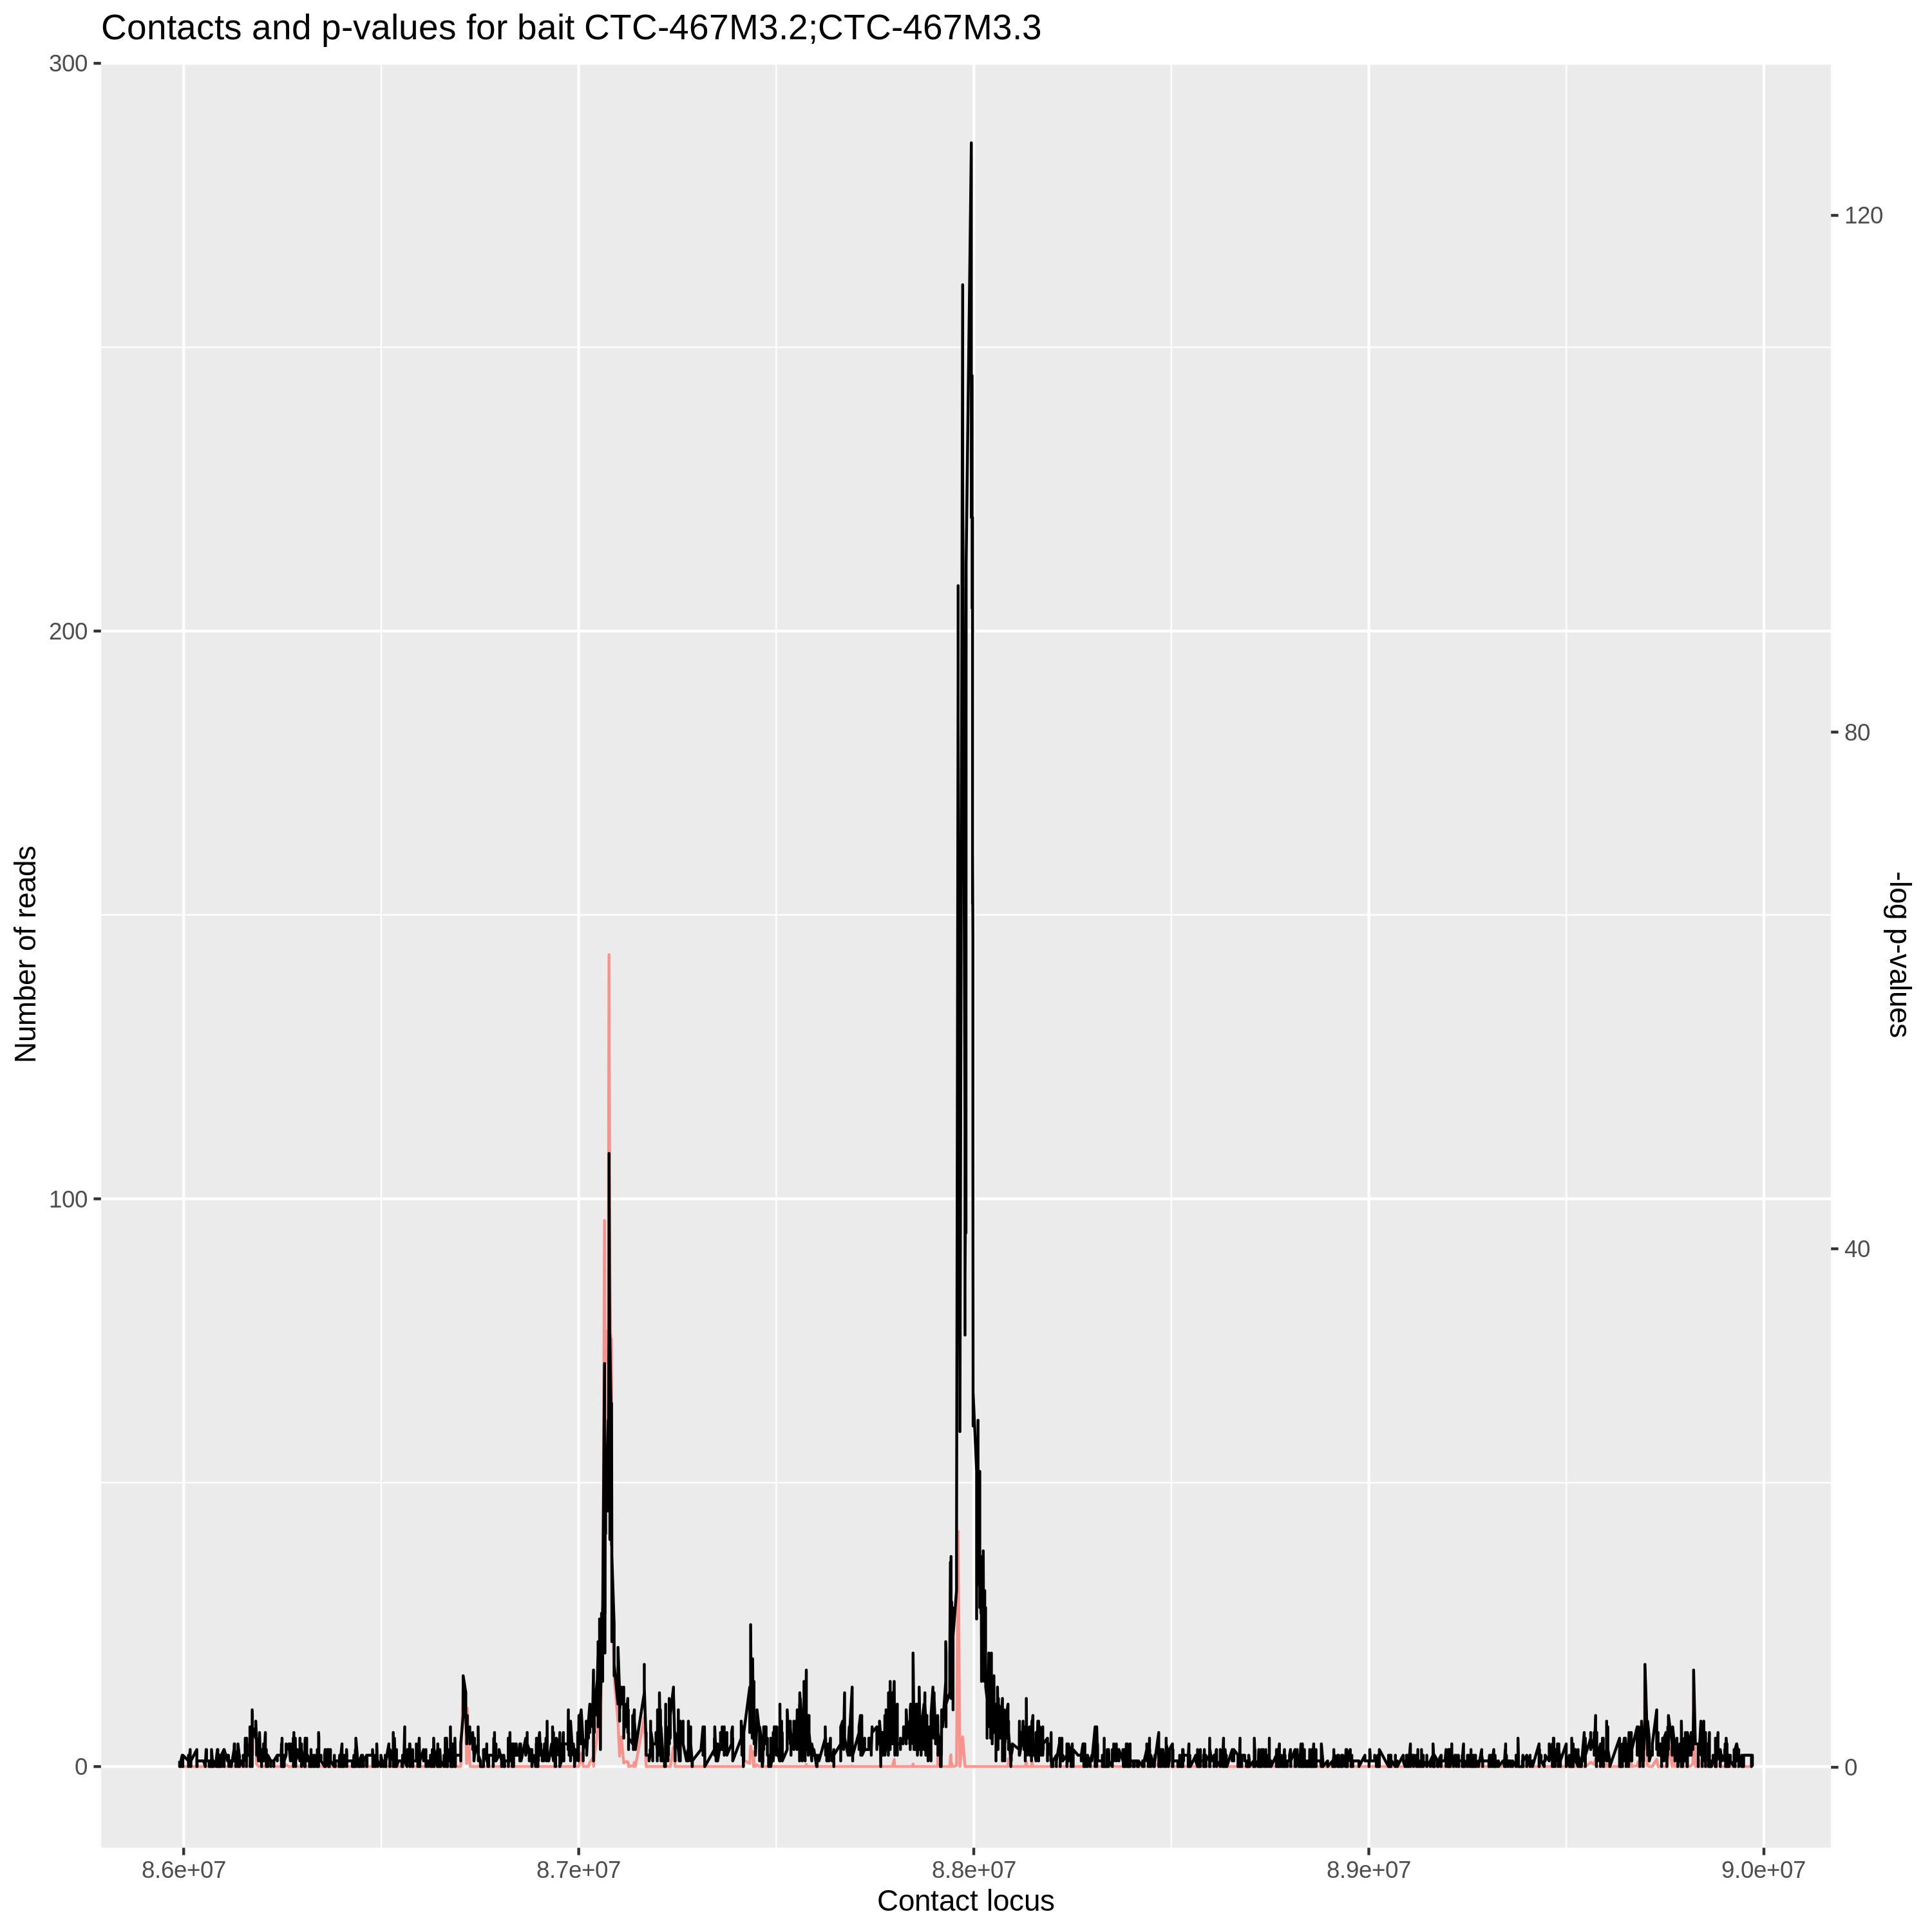 Contacts and p-values for bait CTC-467M3.2;CTC-467M3.3
300
200
100
0
Number of reads
120
80
40
0
-log p-values
8.6e+07
8.7e+07
8.8e+07
8.9e+07
9.0e+07
Contact locus